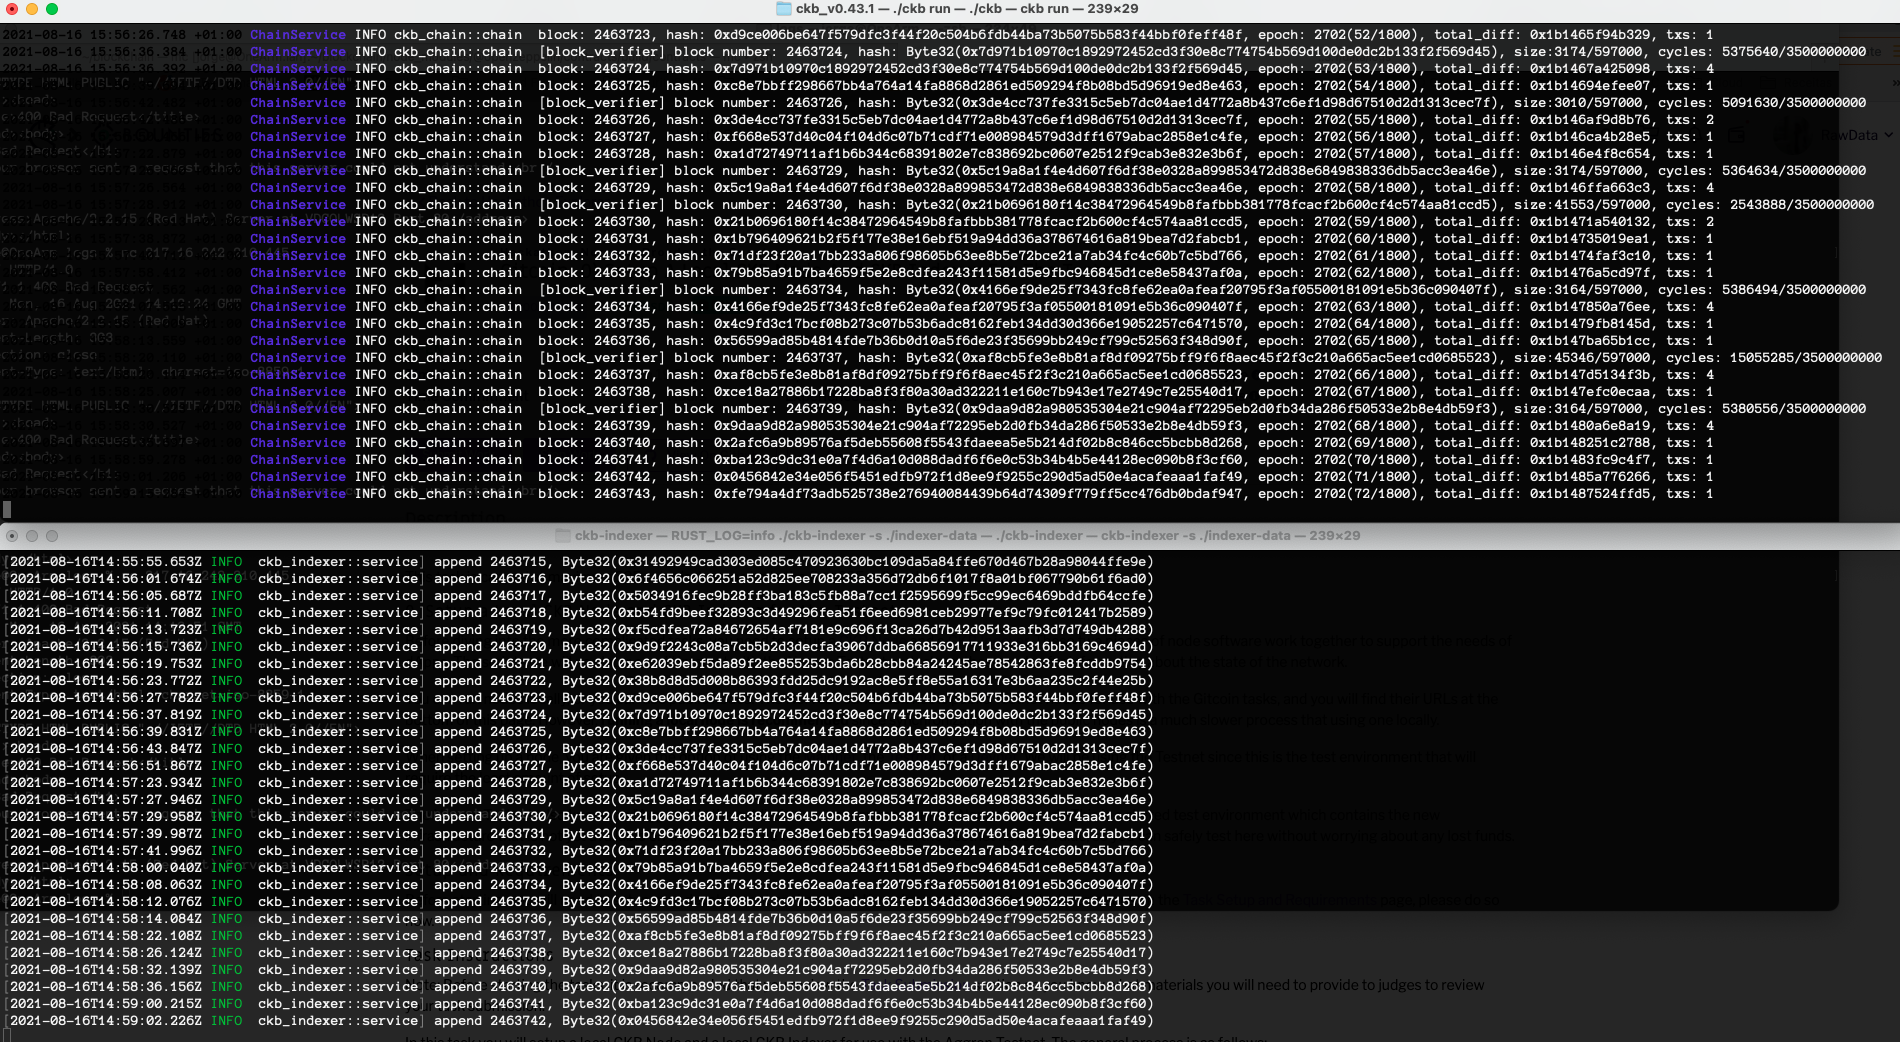 ckb_v0.43.1 — ./ckb run — ./ckb — ckb run — 239×29
2021-08-16 15:56:26.748 +01:00 ChainService INFO ckb_chain::chain block: 2463723, hash: 0xd9ce006be647f579dfc3f44f20c504b6fdb44ba73b5075b583f44bbf0feff48f, epoch: 2702(52/1800), total_diff: 0x1b1465f94b329, txs: 1
2021-08-16 15:56:36.384 +01:00 ChainService INFO ckb_chain::chain [block_verifier] block number: 2463724, hash: Byte32(0x7d971b10970c1892972452cd3f30e8c774754b569d100de0dc2b133f2f569d45), size:3174/597000, cycles: 5375640/3500000000
2021-08-16 15:56:36.392 +01:00 ChainService INFO ckb_chain::chain block: 2463724, hash: 0x7d971b10970c1892972452cd3f30e8c774754b569d100de0dc2b133f2f569d45, epoch: 2702(53/1800), total_diff: 0x1b1467a425098, txs: 4
ChainService INFO ckb_chain::chain block: 2463725, hash: 0xc8e7bbff298667bb4a764a14fa8868d2861ed509294f8b08bd5d96919ed8e463, epoch: 2702(54/1800), total_diff: 0x1b14694efee07, txs: 1
ChainService INFO ckb_chain::chain [block_verifier] block number: 2463726, hash: Byte32(0x3de4cc737fe3315c5eb7dc04ae1d4772a8b437c6ef1d98d67510d2d1313cec7f), size:3010/597000, cycles: 5091630/3500000000
ChainService INFO ckb_chain::chain block: 2463726, hash: 0x3de4cc737fe3315c5eb7dc04ae1d4772a8b437c6ef1d98d67510d2d1313cec7f, epoch: 2702(55/1800), total_diff: 0x1b146af9d8b76, txs: 2
ChainService INFO ckb_chain::chain block: 2463727, hash: 0xf668e537d40c04f104d6c07b71cdf71e008984579d3dff1679abac2858e1c4fe, epoch: 2702(56/1800), total_diff: 0x1b146ca4b28e5, txs: 1
ChainService INFO ckb_chain::chain block: 2463728, hash: 0xa1d72749711af1b6b344c68391802e7c838692bc0607e2512f9cab3e832e3b6f, epoch: 2702(57/1800), total_diff: 0x1b146e4f8c654, txs: 1
ChainService INFO ckb_chain::chain [block_verifier] block number: 2463729, hash: Byte32(0x5c19a8a1f4e4d607f6df38e0328a899853472d838e6849838336db5acc3ea46e), size:3174/597000, cycles: 5364634/3500000000
ChainService INFO ckb_chain::chain block: 2463729, hash: 0x5c19a8a1f4e4d607f6df38e0328a899853472d838e6849838336db5acc3ea46e, epoch: 2702(58/1800), total_diff: 0x1b146ffa663c3, txs: 4
ChainService INFO ckb_chain::chain [block_verifier] block number: 2463730, hash: Byte32(0x21b0696180f14c38472964549b8fafbbb381778fcacf2b600cf4c574aa81ccd5), size:41553/597000, cycles: 2543888/3500000000
ChainService INFO ckb_chain::chain block: 2463730, hash: 0x21b0696180f14c38472964549b8fafbbb381778fcacf2b600cf4c574aa81ccd5, epoch: 2702(59/1800), total_diff: 0x1b1471a540132, txs: 2
ChainService INFO ckb_chain::chain block: 2463731, hash: 0x1b796409621b2f5f177e38e16ebf519a94dd36a378674616a819bea7d2fabcb1, epoch: 2702(60/1800), total_diff: 0x1b14735019ea1, txs: 1
ChainService INFO ckb_chain::chain block: 2463732, hash: 0x71df23f20a17bb233a806f98605b63ee8b5e72bce21a7ab34fc4c60b7c5bd766, epoch: 2702(61/1800), total_diff: 0x1b1474faf3c10, txs: 1
ChainService INFO ckb_chain::chain block: 2463733, hash: 0x79b85a91b7ba4659f5e2e8cdfea243f11581d5e9fbc946845d1ce8e58437af0a, epoch: 2702(62/1800), total_diff: 0x1b1476a5cd97f, txs: 1
ChainService INFO ckb_chain::chain [block_verifier] block number: 2463734, hash: Byte32(0x4166ef9de25f7343fc8fe62ea0afeaf20795f3af05500181091e5b36c090407f), size:3164/597000, cycles: 5386494/3500000000
ChainService INFO ckb_chain::chain block: 2463734, hash: 0x4166ef9de25f7343fc8fe62ea0afeaf20795f3af05500181091e5b36c090407f, epoch: 2702(63/1800), total_diff: 0x1b147850a76ee, txs: 4
ChainService INFO ckb_chain::chain block: 2463735, hash: 0x4c9fd3c17bcf08b273c07b53b6adc8162feb134dd30d366e19052257c6471570, epoch: 2702(64/1800), total_diff: 0x1b1479fb8145d, txs: 1
ChainService INFO ckb_chain::chain block: 2463736, hash: 0x56599ad85b4814fde7b36b0d10a5f6de23f35699bb249cf799c52563f348d90f, epoch: 2702(65/1800), total_diff: 0x1b147ba65b1cc, txs: 1
ChainService INFO ckb_chain::chain [block_verifier] block number: 2463737, hash: Byte32(0xaf8cb5fe3e8b81af8df09275bff9f6f8aec45f2f3c210a665ac5ee1cd0685523), size:45346/597000, cycles: 15055285/3500000000
ChainService INFO ckb_chain::chain block: 2463737, hash: 0xaf8cb5fe3e8b81af8df09275bff9f6f8aec45f2f3c210a665ac5ee1cd0685523, epoch: 2702(66/1800), total_diff: 0x1b147d5134f3b, txs: 4
ChainService INFO ckb_chain::chain block: 2463738, hash: 0xce18a27886b17228ba8f3f80a30ad322211e160c7b943e17e2749c7e25540d17, epoch: 2702(67/1800), total_diff: 0x1b147efc0ecaa, txs: 1
ChainService INFO ckb_chain::chain [block_verifier] block number: 2463739, hash: Byte32(0x9daa9d82a980535304e21c904af72295eb2d0fb34da286f50533e2b8e4db59f3), size:3164/597000, cycles: 5380556/3500000000
ChainService INFO ckb_chain::chain block: 2463739, hash: 0x9daa9d82a980535304e21c904af72295eb2d0fb34da286f50533e2b8e4db59f3, epoch: 2702(68/1800), total_diff: 0x1b1480a6e8a19, txs: 4
ChainService INFO ckb_chain::chain block: 2463740, hash: 0x2afc6a9b89576af5deb55608f5543fdaeea5e5b214df02b8c846cc5bcbb8d268, epoch: 2702(69/1800), total_diff: 0x1b148251c2788, txs: 1
ChainService INFO ckb_chain::chain block: 2463741, hash: 0xba123c9dc31e0a7f4d6a10d088dadf6f6e0c53b34b4b5e44128ec090b8f3cf60, epoch: 2702(70/1800), total_diff: 0x1b1483fc9c4f7, txs: 1
ChainService INFO ckb_chain::chain block: 2463742, hash: 0x0456842e34e056f5451edfb972f1d8ee9f9255c290d5ad50e4acafeaaa1faf49, epoch: 2702(71/1800), total_diff: 0x1b1485a776266, txs: 1
ChainService INFO ckb_chain::chain block: 2463743, hash: 0xfe794a4df73adb525738e276940084439b64d74309f779ff5cc476db0bdaf947, epoch: 2702(72/1800), total_diff: 0x1b1487524ffd5, txs: 1
RawData
ckb-indexer — RUST_LOG=info ./ckb-indexer -s ./indexer-data — ./ckb-indexer — ckb-indexer -s ./indexer-data — 239×29
[2021-08-16T14:55:55.653Z INFO ckb_indexer::service] append 2463715, Byte32(0x31492949cad303ed085c470923630bc109da5a84ffe670d467b28a98044ffe9e)
[2021-08-16T14:56:01.674Z INFO ckb_indexer::service] append 2463716, Byte32(0x6f4656c066251a52d825ee708233a356d72db6f1017f8a01bf067790b61f6ad0)
[2021-08-16T14:56:05.687Z INFO ckb_indexer::service] append 2463717, Byte32(0x5034916fec9b28ff3ba183c5fb88a7cc1f2595699f5cc99ec6469bddfb64ccfe)
[2021-08-16T14:56:11.708Z INFO ckb_indexer::service] append 2463718, Byte32(0xb54fd9beef32893c3d49296fea51f6eed6981ceb29977ef9c79fc012417b2589)
[2021-08-16T14:56:13.723Z INFO ckb_indexer::service] append 2463719, Byte32(0xf5cdfea72a84672654af7181e9c696f13ca26d7b42d9513aafb3d7d749db4288)
[2021-08-16T14:56:15.736Z INFO ckb_indexer::service] append 2463720, Byte32(0x9d9f2243c08a7cb5b2d3decfa39067ddba66856917711933e316bb3169c4694d)
[2021-08-16T14:56:19.753Z INFO ckb_indexer::service] append 2463721, Byte32(0xe62039ebf5da89f2ee855253bda6b28cbb84a24245ae78542863fe8fcddb9754)
[2021-08-16T14:56:23.772Z INFO ckb_indexer::service] append 2463722, Byte32(0x38b8d8d5d008b86393fdd25dc9192ac8e5ff8e55a16317e3b6aa235c2f44e25b)
[2021-08-16T14:56:27.782Z INFO ckb_indexer::service] append 2463723, Byte32(0xd9ce006be647f579dfc3f44f20c504b6fdb44ba73b5075b583f44bbf0feff48f)
[2021-08-16T14:56:37.819Z INFO ckb_indexer::service] append 2463724, Byte32(0x7d971b10970c1892972452cd3f30e8c774754b569d100de0dc2b133f2f569d45)
[2021-08-16T14:56:39.831Z INFO ckb_indexer::service] append 2463725, Byte32(0xc8e7bbff298667bb4a764a14fa8868d2861ed509294f8b08bd5d96919ed8e463)
[2021-08-16T14:56:43.847Z INFO ckb_indexer::service] append 2463726, Byte32(0x3de4cc737fe3315c5eb7dc04ae1d4772a8b437c6ef1d98d67510d2d1313cec7f)
[2021-08-16T14:56:51.867Z INFO ckb_indexer::service] append 2463727, Byte32(0xf668e537d40c04f104d6c07b71cdf71e008984579d3dff1679abac2858e1c4fe)
[2021-08-16T14:57:23.934Z INFO ckb_indexer::service] append 2463728, Byte32(0xa1d72749711af1b6b344c68391802e7c838692bc0607e2512f9cab3e832e3b6f)
[2021-08-16T14:57:27.946Z INFO ckb_indexer::service] append 2463729, Byte32(0x5c19a8a1f4e4d607f6df38e0328a899853472d838e6849838336db5acc3ea46e)
[2021-08-16T14:57:29.958Z INFO ckb_indexer::service] append 2463730, Byte32(0x21b0696180f14c38472964549b8fafbbb381778fcacf2b600cf4c574aa81ccd5)
[2021-08-16T14:57:39.987Z INFO ckb_indexer::service] append 2463731, Byte32(0x1b796409621b2f5f177e38e16ebf519a94dd36a378674616a819bea7d2fabcb1)
[2021-08-16T14:57:41.996Z INFO ckb_indexer::service] append 2463732, Byte32(0x71df23f20a17bb233a806f98605b63ee8b5e72bce21a7ab34fc4c60b7c5bd766)
[2021-08-16T14:58:00.040Z INFO ckb_indexer::service] append 2463733, Byte32(0x79b85a91b7ba4659f5e2e8cdfea243f11581d5e9fbc946845d1ce8e58437af0a)
[2021-08-16T14:58:08.063Z INFO ckb_indexer::service] append 2463734, Byte32(0x4166ef9de25f7343fc8fe62ea0afeaf20795f3af05500181091e5b36c090407f)
[2021-08-16T14:58:12.076Z INFO ckb_indexer::service] append 2463735, Byte32(0x4c9fd3c17bcf08b273c07b53b6adc8162feb134dd30d366e19052257c6471570)
[2021-08-16T14:58:14.084Z INFO ckb_indexer::service] append 2463736, Byte32(0x56599ad85b4814fde7b36b0d10a5f6de23f35699bb249cf799c52563f348d90f)
[2021-08-16T14:58:22.108Z INFO ckb_indexer::service] append 2463737, Byte32(0xaf8cb5fe3e8b81af8df09275bff9f6f8aec45f2f3c210a665ac5ee1cd0685523)
[2021-08-16T14:58:26.124Z INFO ckb_indexer::service] append 2463738, Byte32(0xce18a27886b17228ba8f3f80a30ad322211e160c7b943e17e2749c7e25540d17)
[2021-08-16T14:58:32.139Z INFO ckb_indexer::service] append 2463739, Byte32(0x9daa9d82a980535304e21c904af72295eb2d0fb34da286f50533e2b8e4db59f3)
[2021-08-16T14:58:36.156Z INFO ckb_indexer::service] append 2463740, Byte32(0x2afc6a9b89576af5deb55608f5543fdaeea5e5b214df02b8c846cc5bcbb8d268)
[2021-08-16T14:59:00.215Z INFO ckb_indexer::service] append 2463741, Byte32(0xba123c9dc31e0a7f4d6a10d088dadf6f6e0c53b34b4b5e44128ec090b8f3cf60)
[2021-08-16T14:59:02.226Z INFO ckb_indexer::service] append 2463742, Byte32(0x0456842e34e056f5451edfb972f1d8ee9f9255c290d5ad50e4acafeaaa1faf49)
materials you will need to provide to judges to review